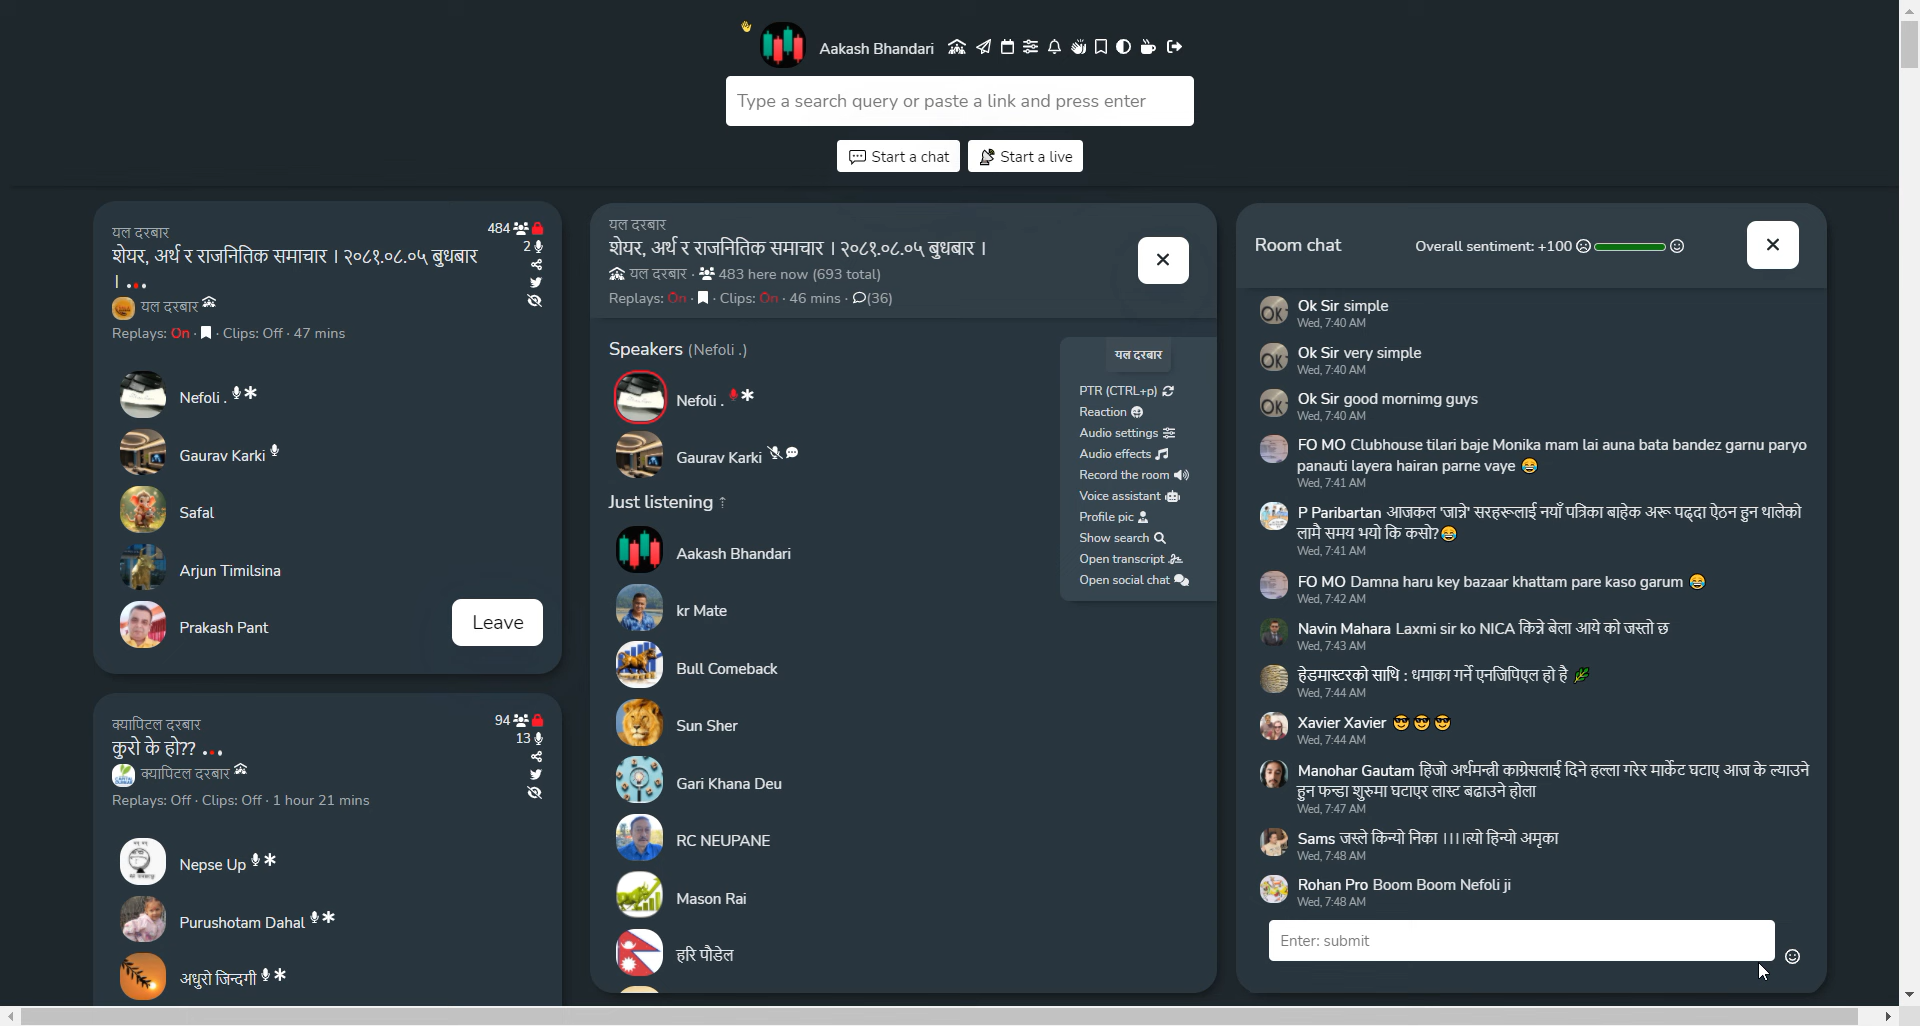 Aakash Bhandari
Type a search query or paste a link and press enter
Start a chat
Start a live
यल दरबार
484
शेयर, अर्थ र राजनितिक समाचार । २०८१.०८.०५ बुधबार
। ...
2
यल दरबार
Replays: On · Clips: Off · 47 mins
Nefoli .
Gaurav Karki
Safal
Arjun Timilsina
Prakash Pant
Leave
क्यापिटल दरबार
94
कुरो के हो?? ...
13
क्यापिटल दरबार
Replays: Off · Clips: Off · 1 hour 21 mins
Nepse Up
Purushotam Dahal
अधुरो जिन्दगी
यल दरबार
शेयर, अर्थ र राजनितिक समाचार । २०८१.०८.०५ बुधबार ।
यल दरबार · 483 here now (693 total)
Replays: On · Clips: On · 46 mins · (36)
Speakers (Nefoli .)
Nefoli .
Gaurav Karki
Just listening ↑
Aakash Bhandari
kr Mate
Bull Comeback
Sun Sher
Gari Khana Deu
RC NEUPANE
Mason Rai
हरि पौडेल
यल दरबार
PTR (CTRL+p)
Reaction
Audio settings
Audio effects
Record the room
Voice assistant
Profile pic
Show search
Open transcript
Open social chat
Room chat
Overall sentiment: +100
Ok Sir simple
Wed, 7:40 AM
Ok Sir very simple
Wed, 7:40 AM
Ok Sir good mornimg guys
Wed, 7:40 AM
FO MO Clubhouse tilari baje Monika mam lai auna bata bandez garnu paryo
panauti layera hairan parne vaye 😂
Wed, 7:41 AM
P Paribartan आजकल 'जान्ने' सरहरूलाई नयाँ पत्रिका बाहेक अरू पढ्दा ऐठन हुन थालेको
लामै समय भयो कि कसो?😂
Wed, 7:41 AM
FO MO Damna haru key bazaar khattam pare kaso garum 😂
Wed, 7:42 AM
Navin Mahara Laxmi sir ko NICA किन्ने बेला आये को जस्तो छ
Wed, 7:43 AM
हेडमास्टरको साथि : धमाका गर्ने एनजिपिएल हो है 🌿
Wed, 7:44 AM
Xavier Xavier 😎😎😎
Wed, 7:44 AM
Manohar Gautam हिजो अर्थमन्त्री काग्रेसलाई दिने हल्ला गरेर मार्केट घटाए आज के ल्याउने
हुन फन्डा शुरुमा घटाएर लास्ट बढाउने होला
Wed, 7:47 AM
Sams जस्ले किन्यो निका ।।।।त्यो हिन्यो अमृका
Wed, 7:48 AM
Rohan Pro Boom Boom Nefoli ji
Wed, 7:48 AM
Enter: submit